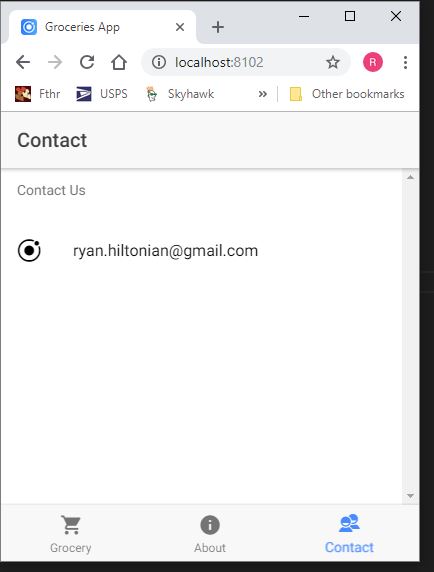 Groceries App
localhost:8102
R
Fthr USPS Skyhawk » Other bookmarks
Contact
Contact Us
ryan.hiltonian@gmail.com
Grocery About Contact